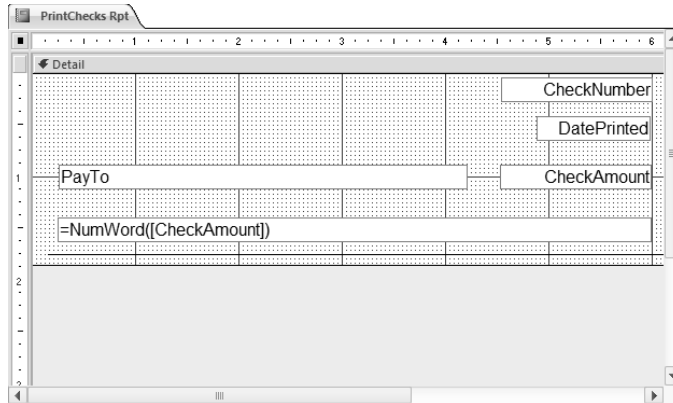 PrintChecks Rpt
1 2 3 4 5 6
Detail
CheckNumber
DatePrinted
1
PayTo CheckAmount
=NumWord([CheckAmount])
2